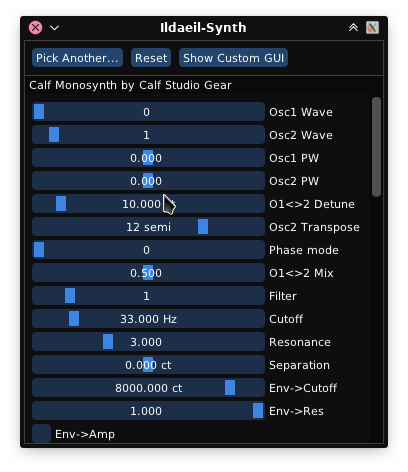 Ildaeil-Synth
Pick Another... Reset Show Custom GUI
Calf Monosynth by Calf Studio Gear
0 Osc1 Wave
1 Osc2 Wave
0.000 Osc1 PW
0.000 Osc2 PW
10.000 O1<>2 Detune
12 semi Osc2 Transpose
0 Phase mode
0.500 O1<>2 Mix
1 Filter
33.000 Hz Cutoff
3.000 Resonance
0.000 ct Separation
8000.000 ct Env->Cutoff
1.000 Env->Res
Env->Amp